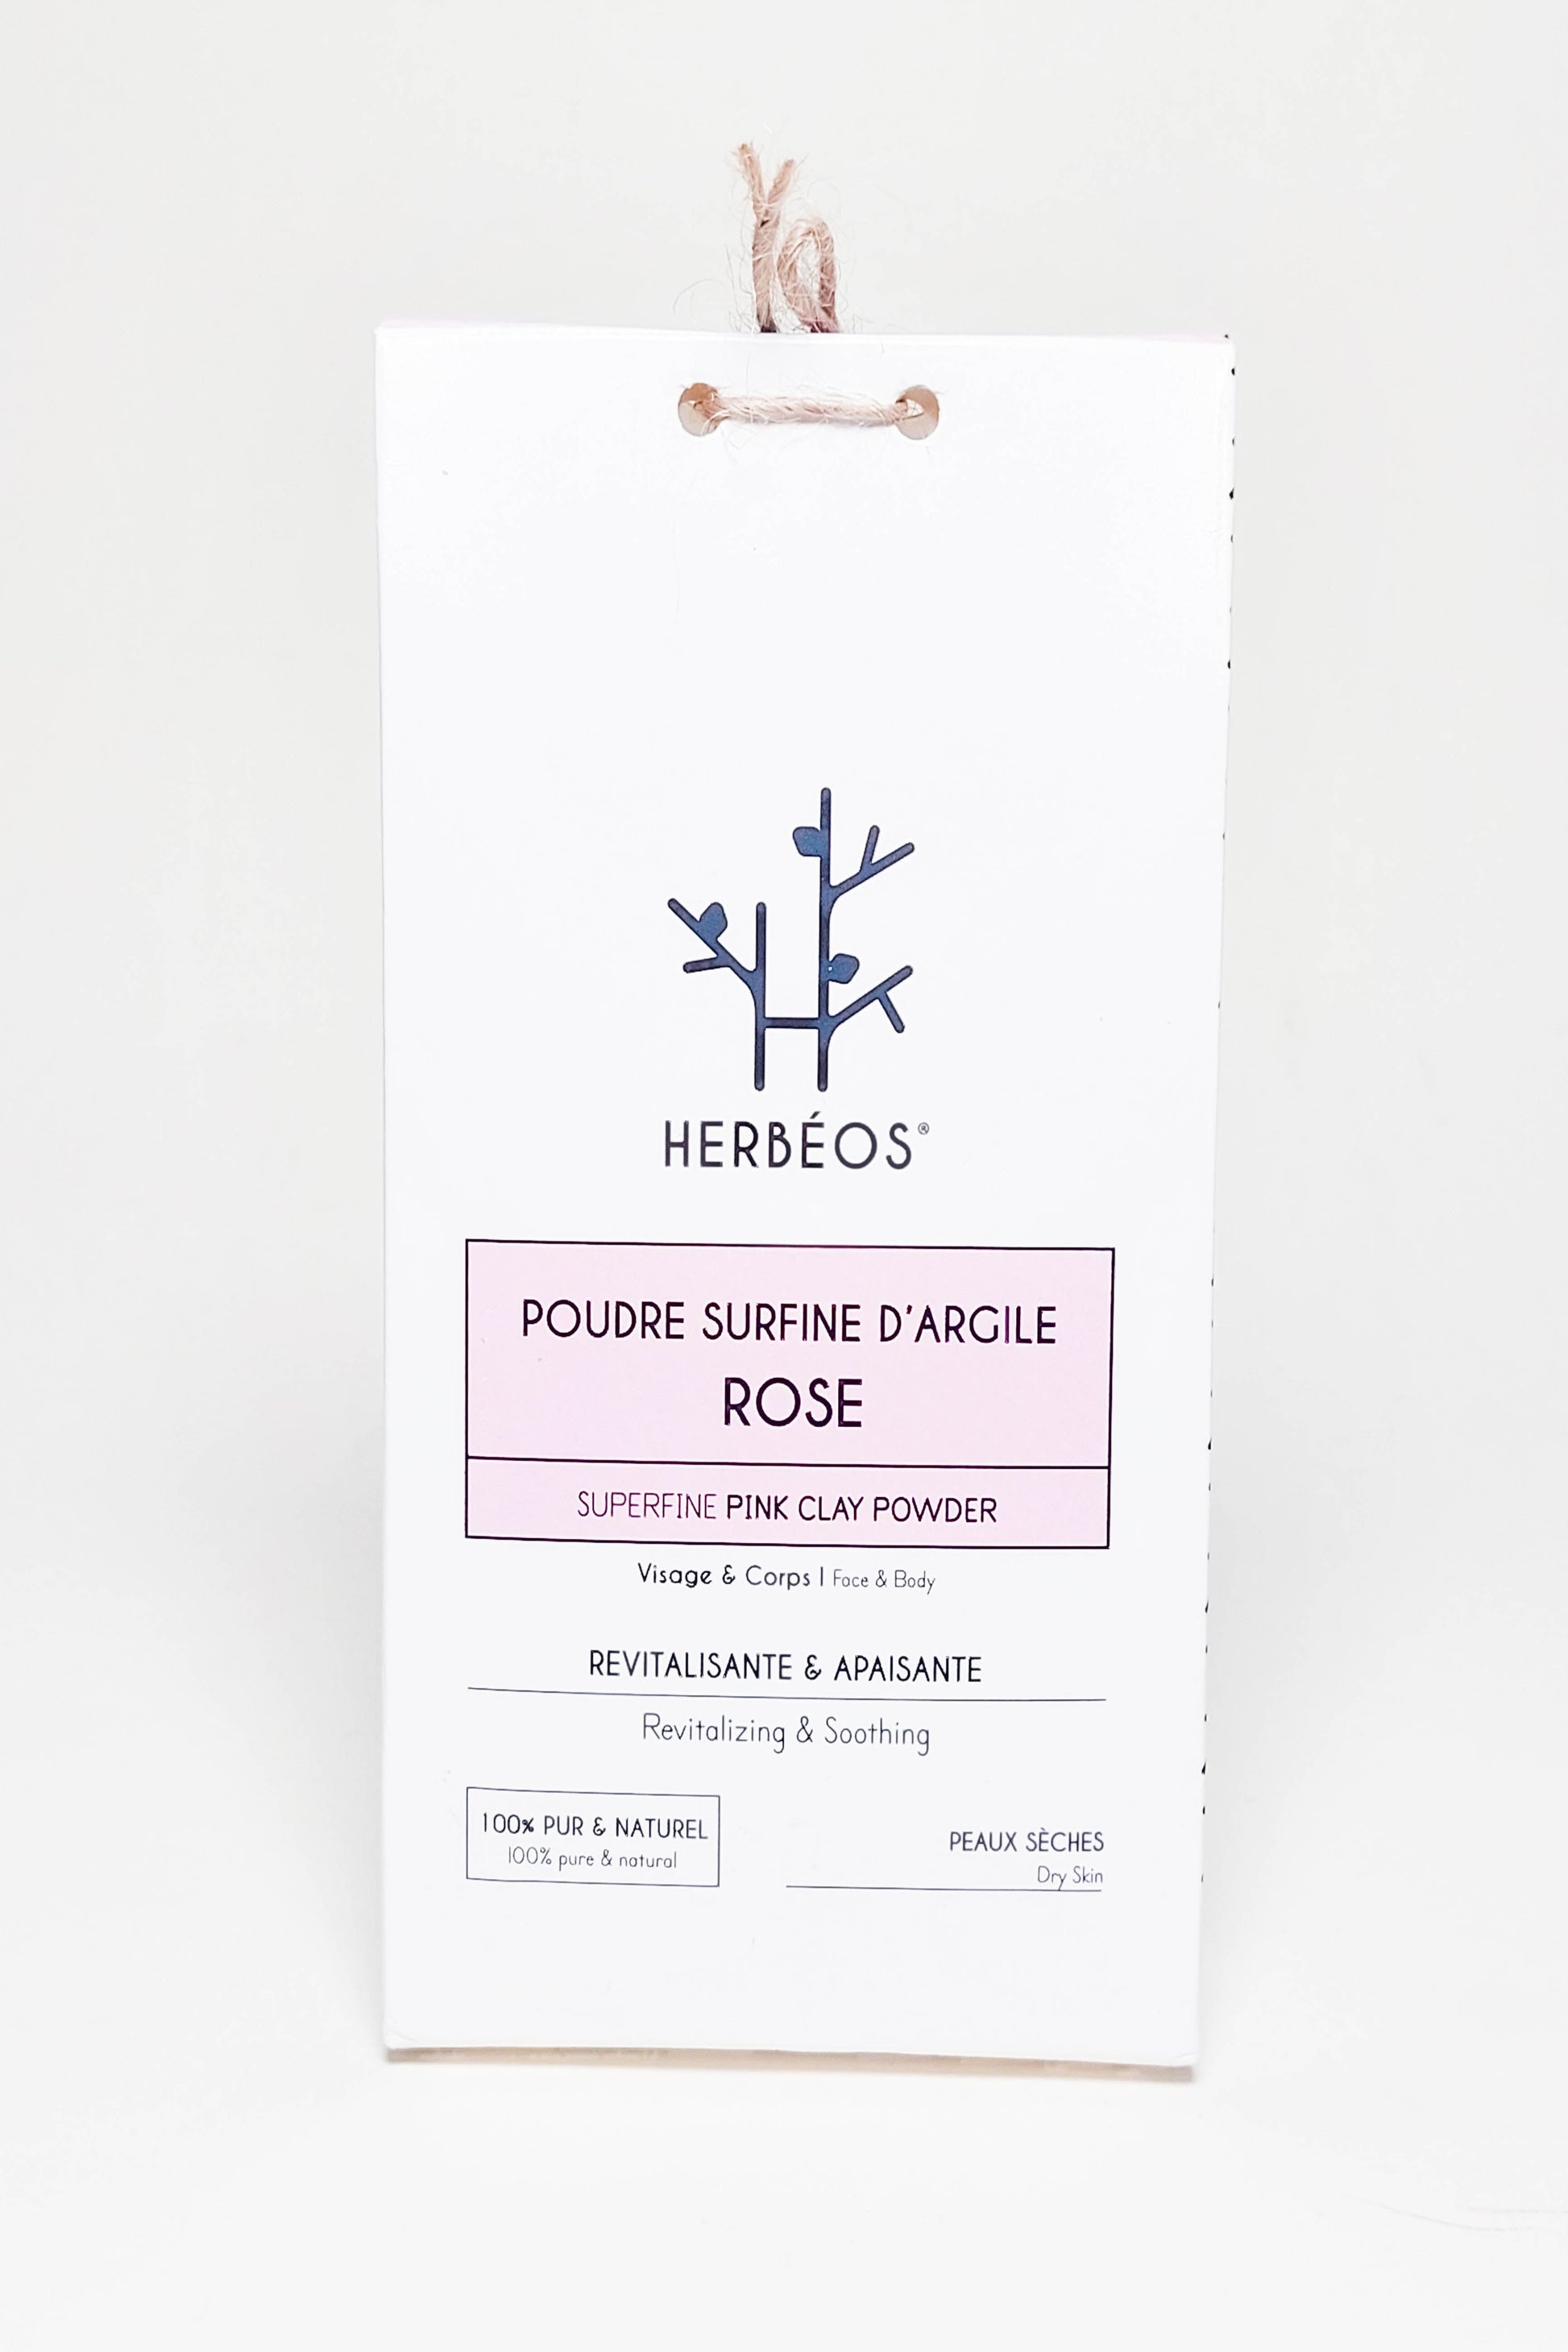 HERBÉOS®
POUDRE SURFINE D'ARGILE
ROSE
SUPERFINE PINK CLAY POWDER
Visage & Corps | Face & Body
REVITALISANTE & APAISANTE
Revitalizing & Soothing
100% PUR & NATUREL
100% pure & natural
PEAUX SÈCHES
Dry Skin